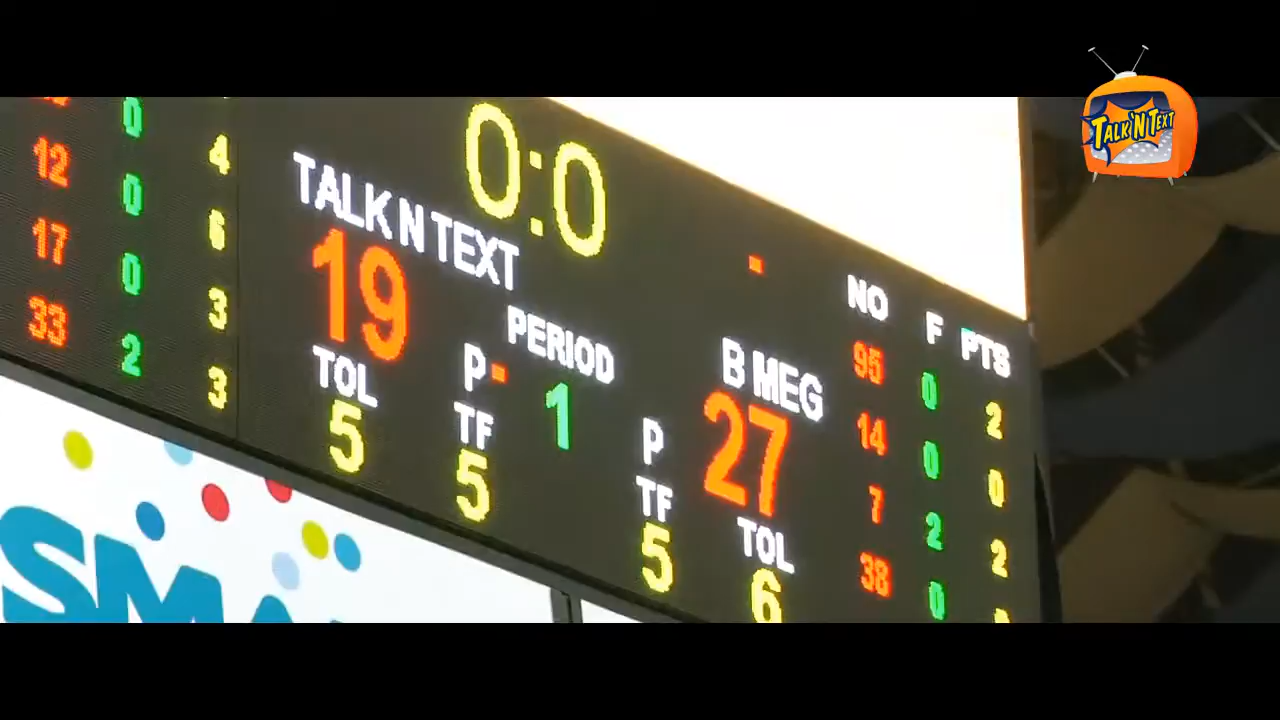 TALK 'N TEXT
0:0
TALK N TEXT
19
TOL
5
P
TF
5
PERIOD
1
B MEG
27
P
TF
5
TOL
6
0 4
12 0 6
17 0 3
33 2 3
NO F PTS
95 0 2
14 0 0
7 2 2
38 0